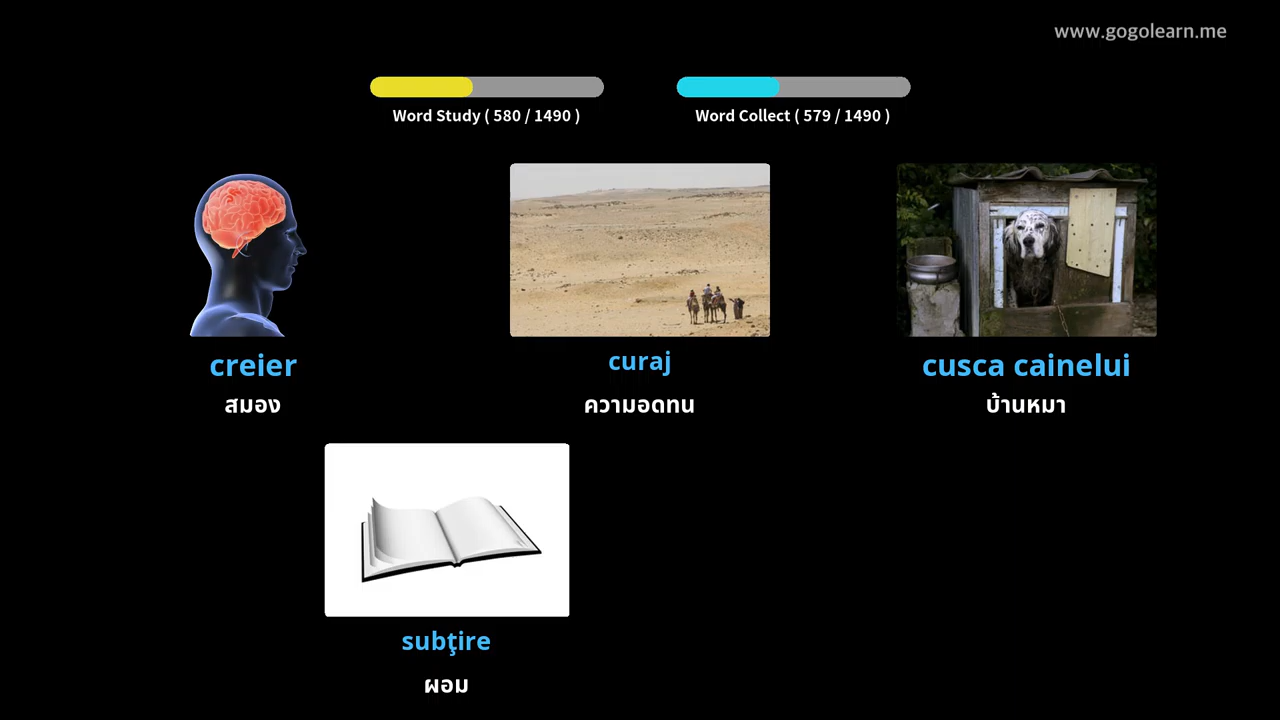 www.gogolearn.me
Word Study ( 580 / 1490 )
Word Collect ( 579 / 1490 )
creier
curaj
cusca cainelui
สมอง
ความอดทน
บ้านหมา
subţire
ผอม